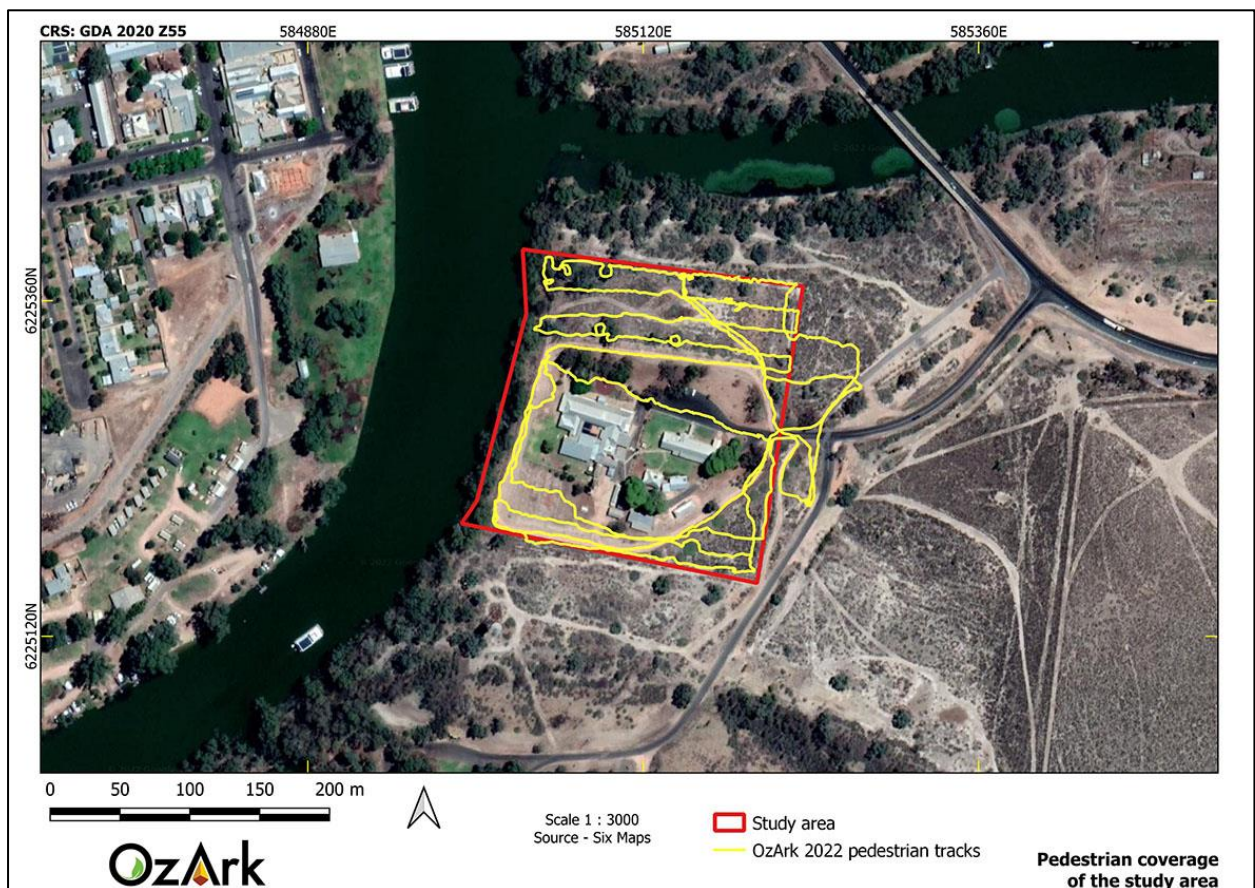 CRS: GDA 2020 Z55
584880E
585120E
585360E
6225360N
6225120N
0 50 100 150 200 m
Scale 1 : 3000
Source - Six Maps
Study area
OzArk 2022 pedestrian tracks
OzArk
Pedestrian coverage
of the study area